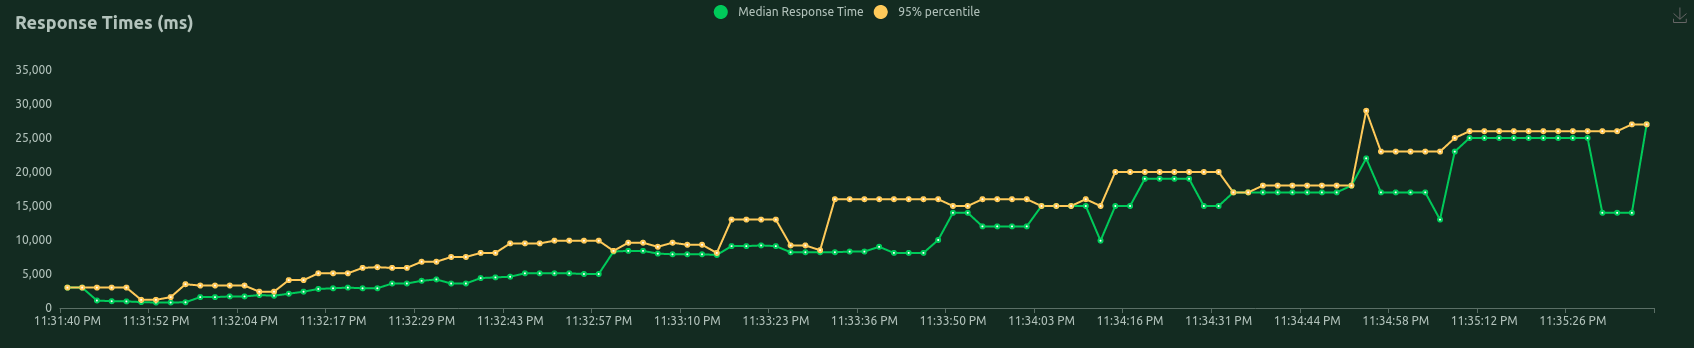 Response Times (ms)
Median Response Time 95% percentile
35,000
30,000
25,000
20,000
15,000
10,000
5,000
0
11:31:40 PM 11:31:52 PM 11:32:04 PM 11:32:17 PM 11:32:29 PM 11:32:43 PM 11:32:57 PM 11:33:10 PM 11:33:23 PM 11:33:36 PM 11:33:50 PM 11:34:03 PM 11:34:16 PM 11:34:31 PM 11:34:44 PM 11:34:58 PM 11:35:12 PM 11:35:26 PM